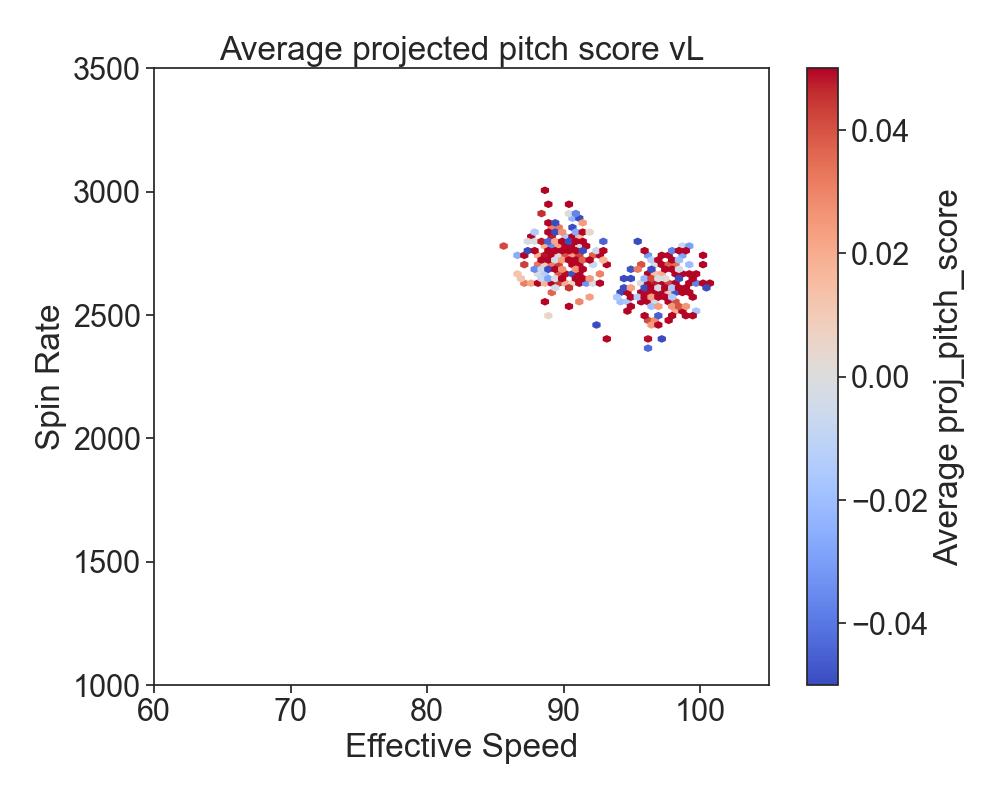 Average projected pitch score vL
3500
3000
2500
2000
1500
1000
Spin Rate
60 70 80 90 100
Effective Speed
0.04
0.02
0.00
−0.02
−0.04
Average proj_pitch_score